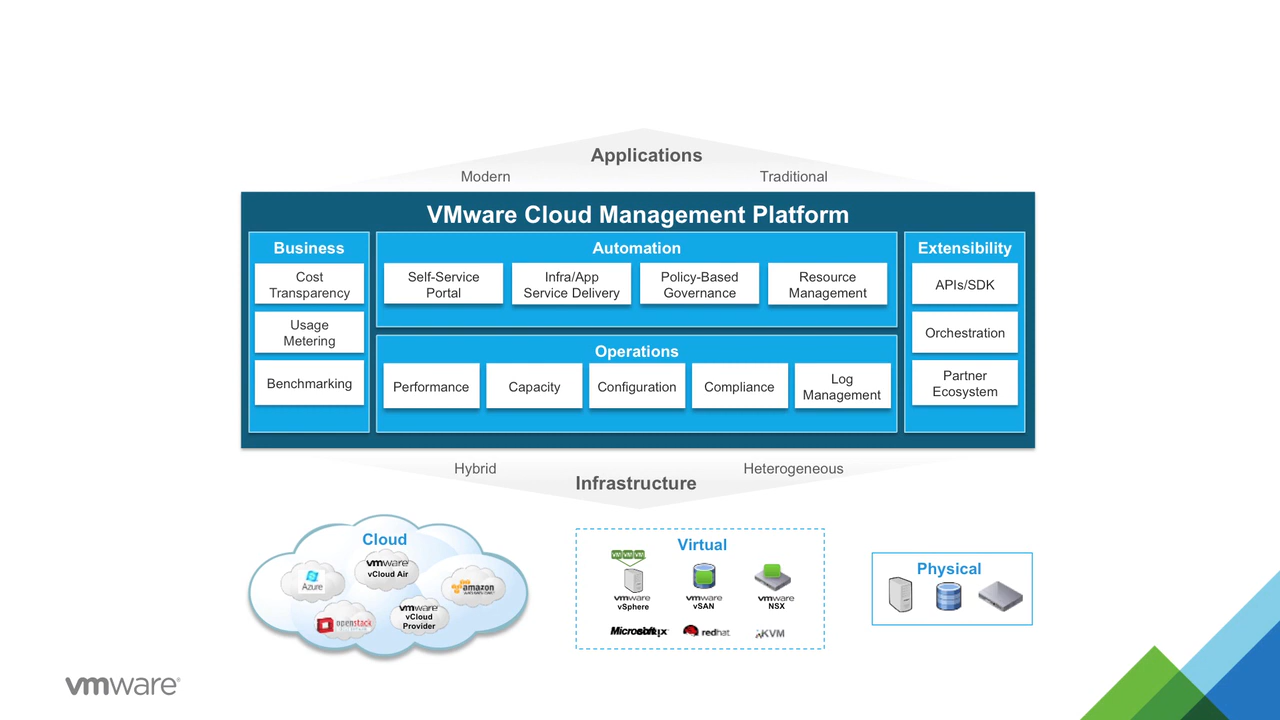 Applications
Modern
Traditional
VMware Cloud Management Platform
Business
Cost
Transparency
Usage
Metering
Benchmarking
Automation
Self-Service
Portal
Infra/App
Service Delivery
Policy-Based
Governance
Resource
Management
Operations
Performance
Capacity
Configuration
Compliance
Log
Management
Extensibility
APIs/SDK
Orchestration
Partner
Ecosystem
Hybrid
Heterogeneous
Infrastructure
Cloud
Azure
vmware
vCloud Air
amazon
openstack
vmware
vCloud
Provider
Virtual
VM VM VM
vmware
vSphere
vmware
vSAN
vmware
NSX
Microsoft
redhat
KVM
Physical
vmware®